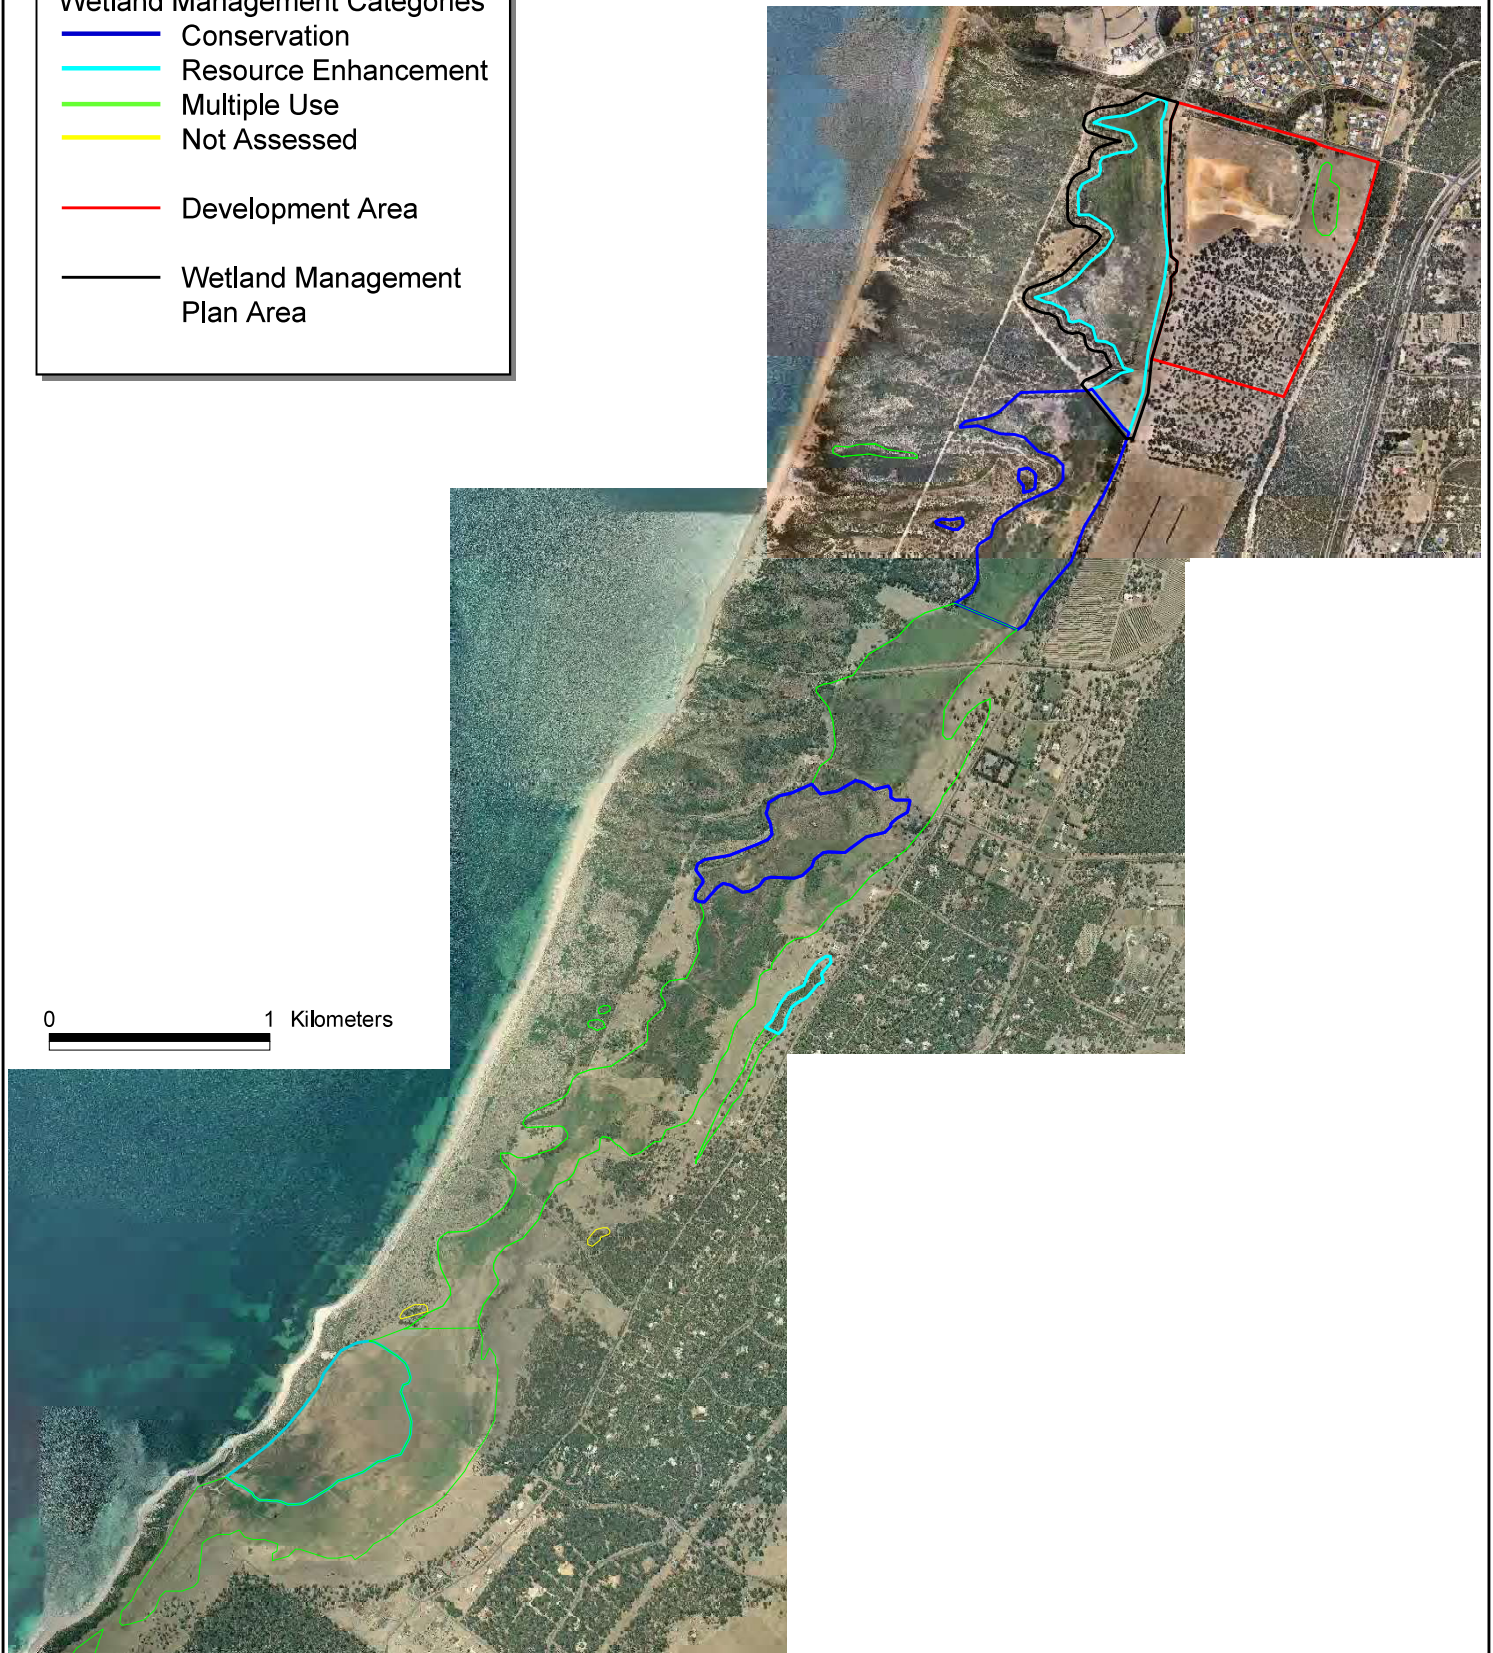 Wetland Management Categories
Conservation
Resource Enhancement
Multiple Use
Not Assessed
Development Area
Wetland Management
Plan Area
0 1 Kilometers